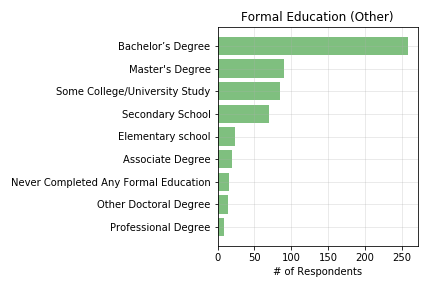 Formal Education (Other)
Bachelor’s Degree
Master's Degree
Some College/University Study
Secondary School
Elementary school
Associate Degree
Never Completed Any Formal Education
Other Doctoral Degree
Professional Degree
0 50 100 150 200 250
# of Respondents